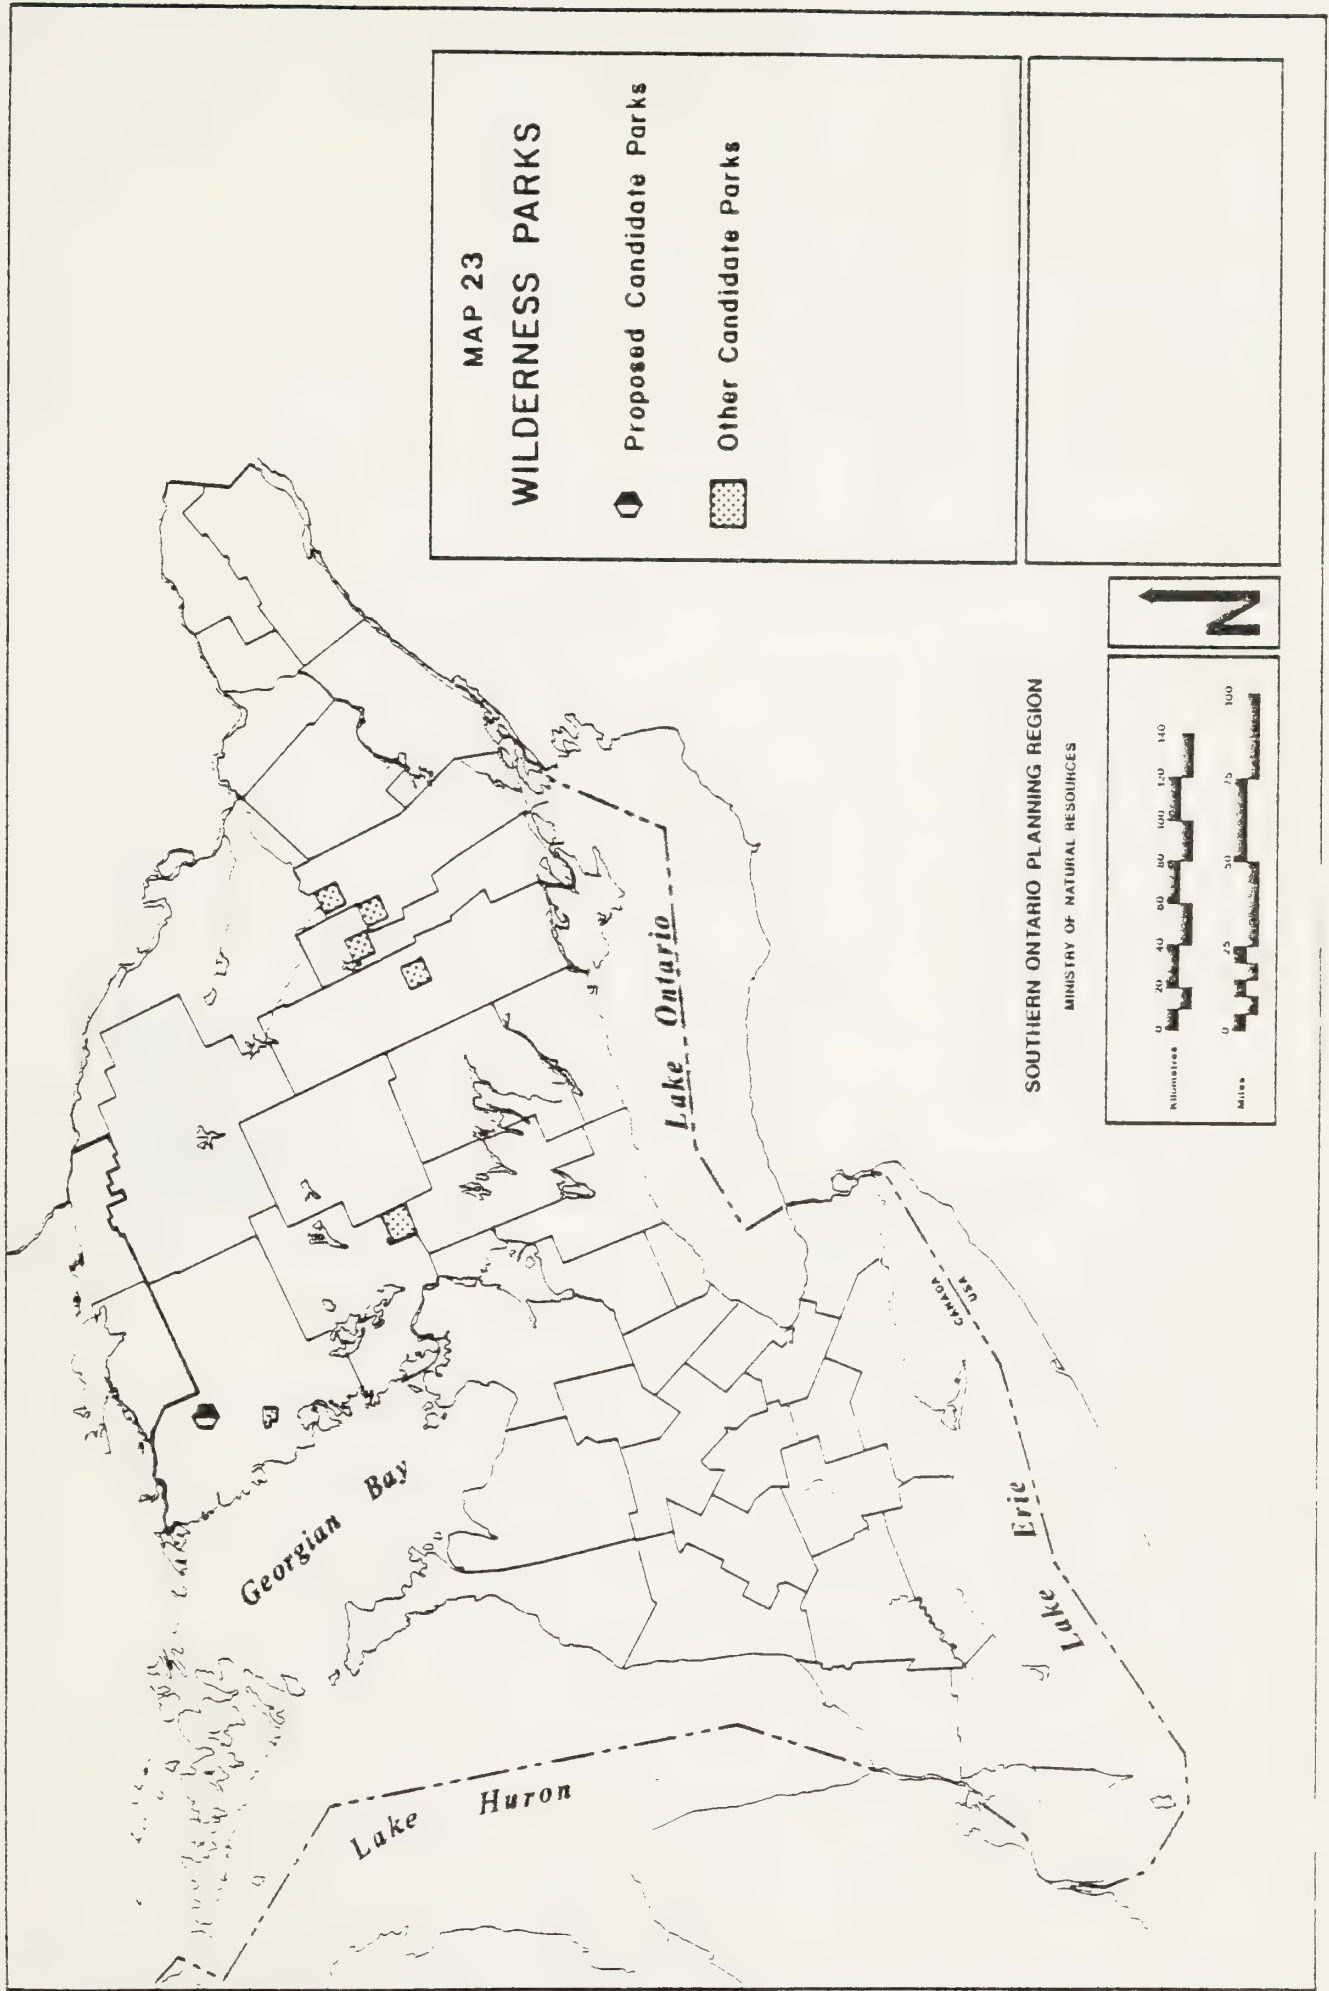 MAP 23
WILDERNESS PARKS
Proposed Candidate Parks
Other Candidate Parks
Lake
Georgian Bay
Lake Huron
Lake Ontario
CANADA
USA
Lake Erie
SOUTHERN ONTARIO PLANNING REGION
MINISTRY OF NATURAL RESOURCES
Kilometres
0 20 40 60 80 100 120 140
Miles
0 25 50 75 100
N